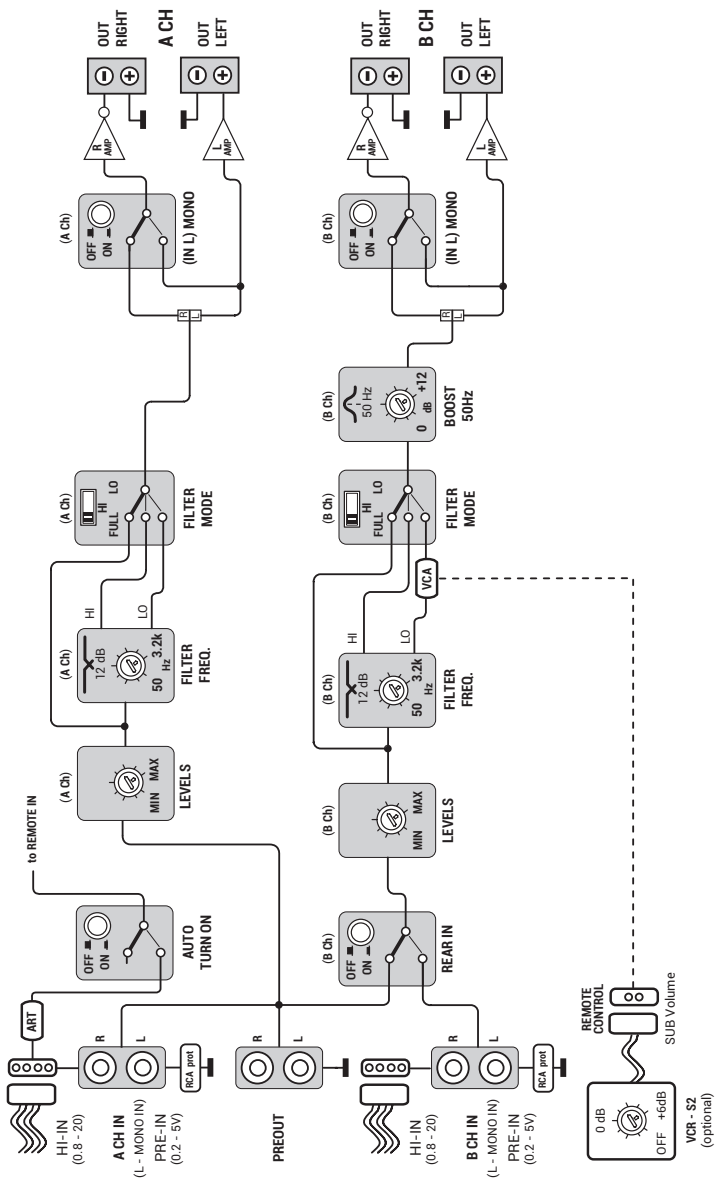 HI-IN
(0.8 - 20)
A CH IN
(L - MONO IN)
PRE-IN
(0.2 - 5V)
R
L
RCA prot
ART
OFF
ON
AUTO
TURN ON
to REMOTE IN
PREOUT
R
L
(A Ch)
MIN MAX
LEVELS
(A Ch)
12 dB
50 3.2k
Hz
FILTER
FREQ.
HI
LO
(A Ch)
FULL HI LO
FILTER
MODE
R
L
(A Ch)
OFF
ON
(IN L) MONO
R
AMP
L
AMP
OUT
RIGHT
A CH
OUT
LEFT
HI-IN
(0.8 - 20)
B CH IN
(L - MONO IN)
PRE-IN
(0.2 - 5V)
R
L
RCA prot
(B Ch)
OFF
ON
REAR IN
(B Ch)
MIN MAX
LEVELS
(B Ch)
12 dB
50 3.2k
Hz
FILTER
FREQ.
HI
LO
VCA
(B Ch)
FULL HI LO
FILTER
MODE
(B Ch)
50 Hz
0 dB +12
BOOST
50Hz
R
L
(B Ch)
OFF
ON
(IN L) MONO
R
AMP
L
AMP
OUT
RIGHT
B CH
OUT
LEFT
0 dB
OFF +6dB
VCR - S2
(optional)
REMOTE
CONTROL
SUB Volume